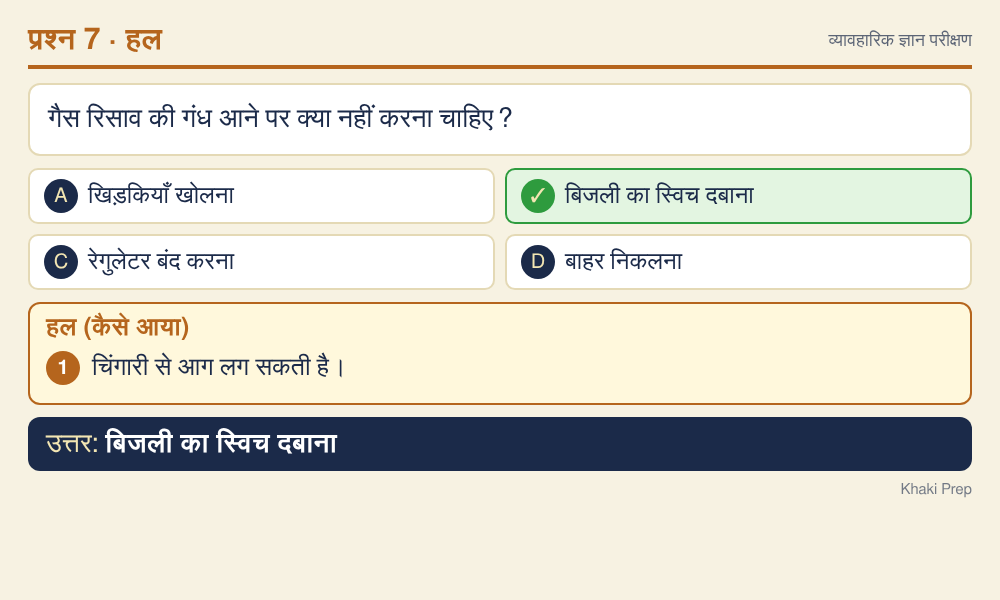 प्रश्न 7 · हल
व्यावहारिक ज्ञान परीक्षण
गैस रिसाव की गंध आने पर क्या नहीं करना चाहिए ?
A खिड़कियाँ खोलना
✓ बिजली का स्विच दबाना
C रेगुलेटर बंद करना
D बाहर निकलना
हल (कैसे आया)
1 चिंगारी से आग लग सकती है।
उत्तर: बिजली का स्विच दबाना
Khaki Prep